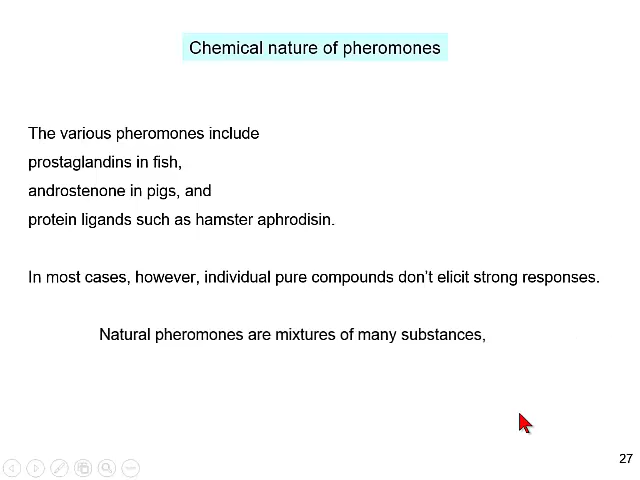 Chemical nature of pheromones
The various pheromones include
prostaglandins in fish,
androstenone in pigs, and
protein ligands such as hamster aphrodisin.
In most cases, however, individual pure compounds don't elicit strong responses.
Natural pheromones are mixtures of many substances,
27